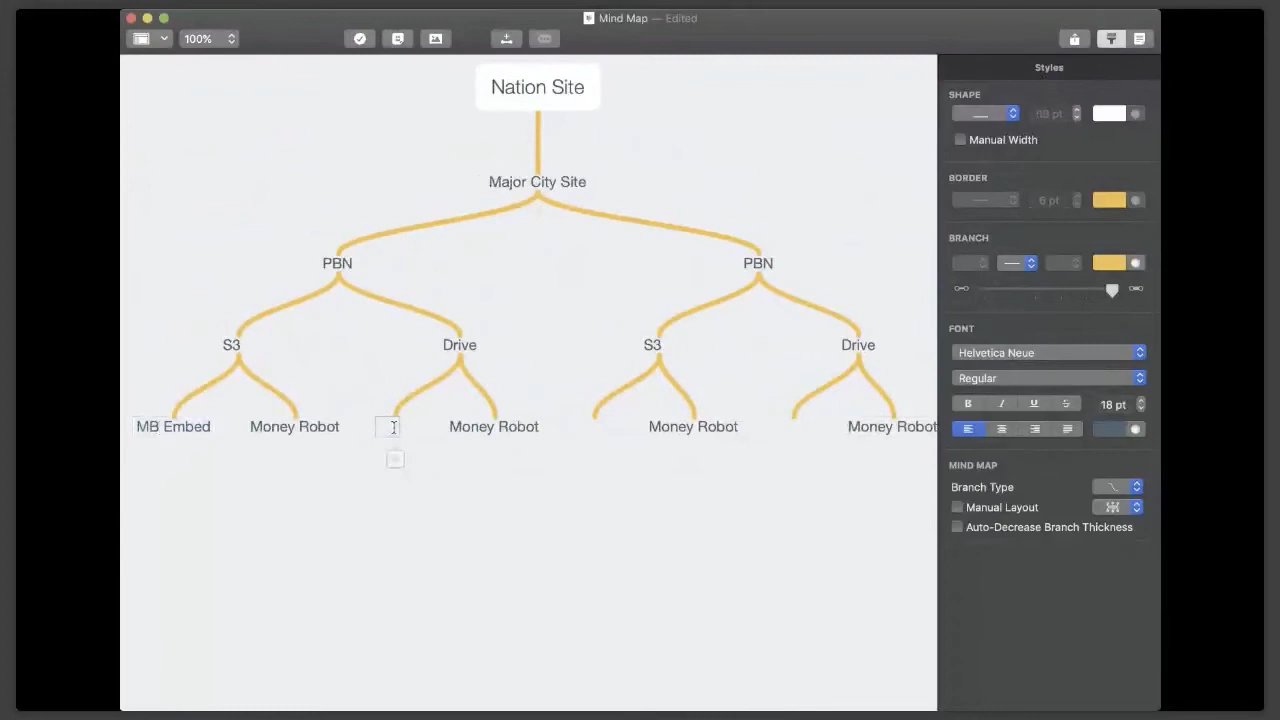 Mind Map — Edited
100%
Nation Site
Major City Site
PBN
PBN
S3
Drive
S3
Drive
MB Embed
Money Robot
Money Robot
Money Robot
Money Robot
Styles
SHAPE
Manual Width
BORDER
6 pt
BRANCH
FONT
Helvetica Neue
Regular
B I U S
18 pt
MIND MAP
Branch Type
Manual Layout
Auto-Decrease Branch Thickness